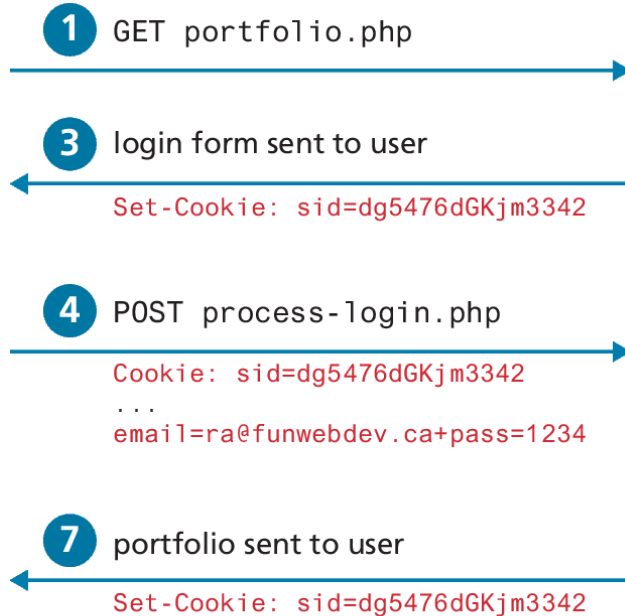 1 GET portfolio.php
3 login form sent to user
Set-Cookie: sid=dg5476dGKjm3342
4 POST process-login.php
Cookie: sid=dg5476dGKjm3342
...
email=ra@funwebdev.ca+pass=1234
7 portfolio sent to user
Set-Cookie: sid=dg5476dGKjm3342